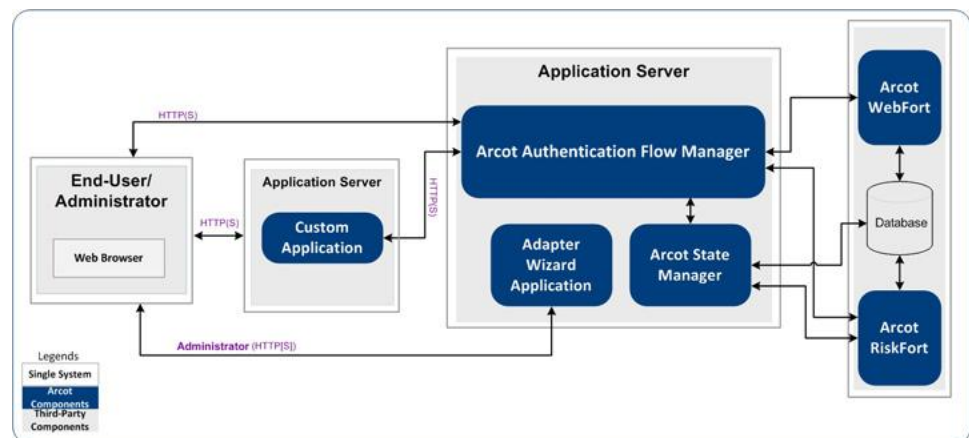 Application Server
Arcot
WebFort
Arcot Authentication Flow Manager
HTTP(S)
End-User/
Administrator
Web Browser
HTTP(S)
Application Server
Custom
Application
HTTP(S)
Adapter
Wizard
Application
Arcot State
Manager
Database
Arcot
RiskFort
Administrator (HTTP[S])
Legends
Single System
Arcot
Components
Third-Party
Components